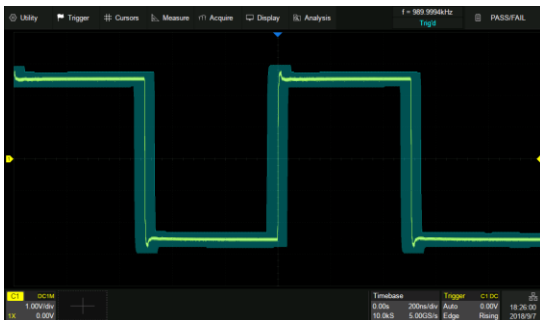 Utility Trigger Cursors Measure Acquire Display Analysis f = 989.9994kHz Trig'd PASS/FAIL
C1 DC1M
1.00V/div
1X 0.00V
Timebase
0.00s 200ns/div
10.0kS 5.00GS/s
Trigger C1 DC
Auto 0.00V
Edge Rising
18:26:00
2018/9/7